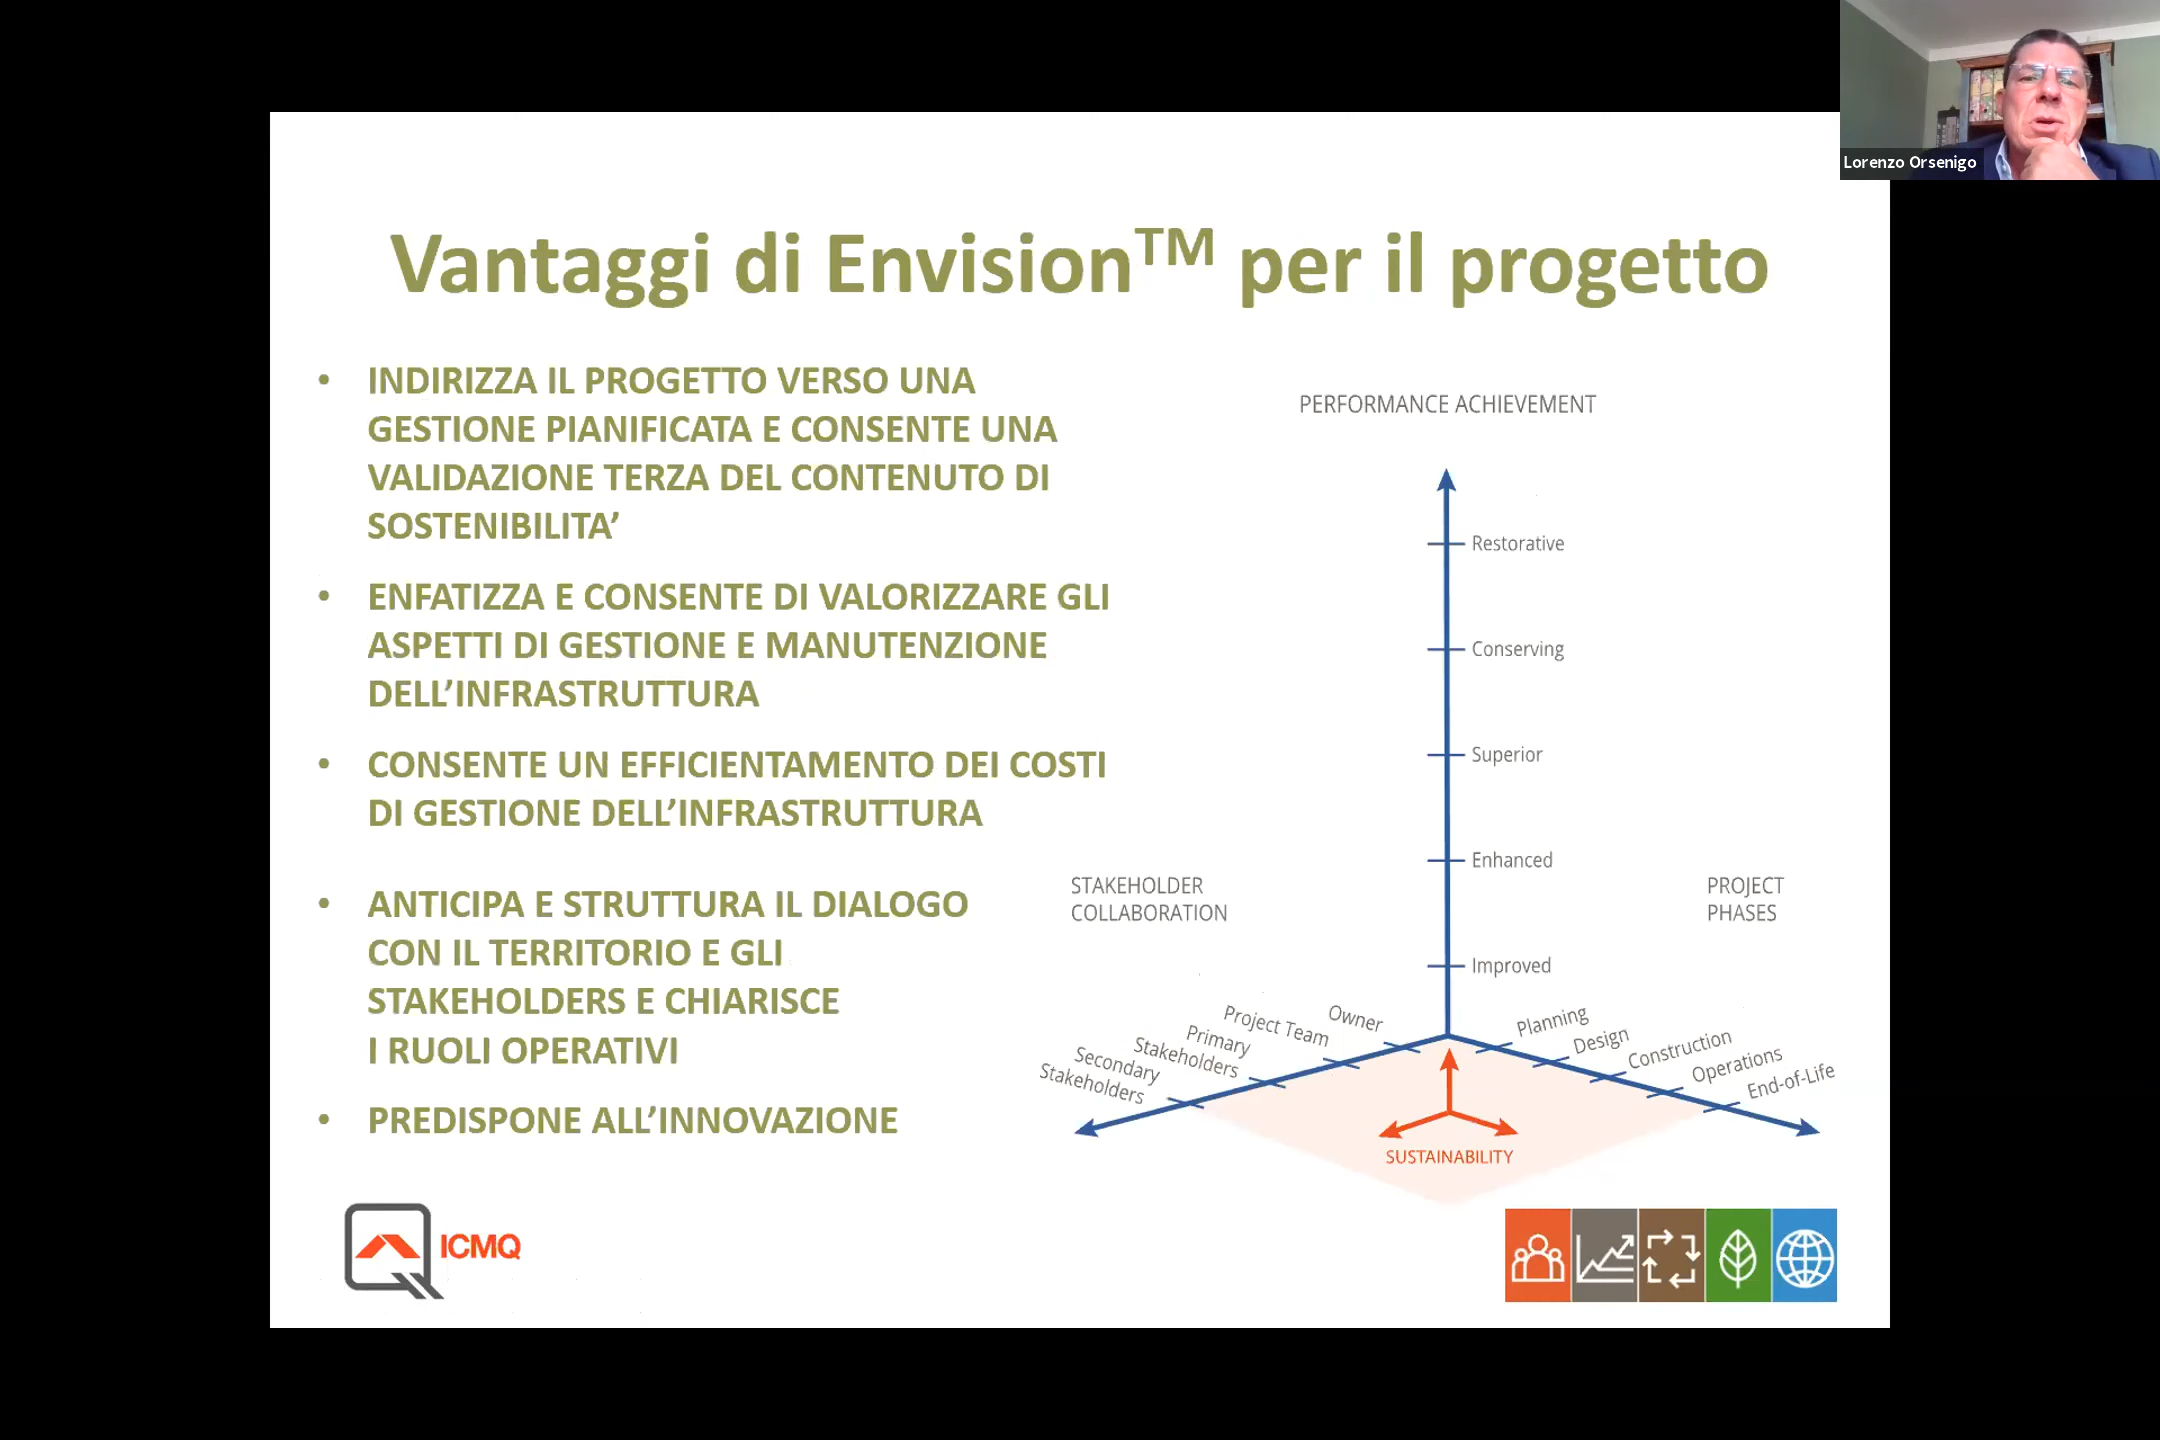 Lorenzo Orsenigo
Vantaggi di Envision™ per il progetto
• INDIRIZZA IL PROGETTO VERSO UNA
GESTIONE PIANIFICATA E CONSENTE UNA
VALIDAZIONE TERZA DEL CONTENUTO DI
SOSTENIBILITA’
• ENFATIZZA E CONSENTE DI VALORIZZARE GLI
ASPETTI DI GESTIONE E MANUTENZIONE
DELL’INFRASTRUTTURA
• CONSENTE UN EFFICIENTAMENTO DEI COSTI
DI GESTIONE DELL’INFRASTRUTTURA
• ANTICIPA E STRUTTURA IL DIALOGO
CON IL TERRITORIO E GLI
STAKEHOLDERS E CHIARISCE
I RUOLI OPERATIVI
• PREDISPONE ALL’INNOVAZIONE
PERFORMANCE ACHIEVEMENT
Restorative
Conserving
Superior
Enhanced
Improved
STAKEHOLDER
COLLABORATION
Owner
Project Team
Primary
Stakeholders
Secondary
Stakeholders
PROJECT
PHASES
Planning
Design
Construction
Operations
End-of-Life
SUSTAINABILITY
ICMQ